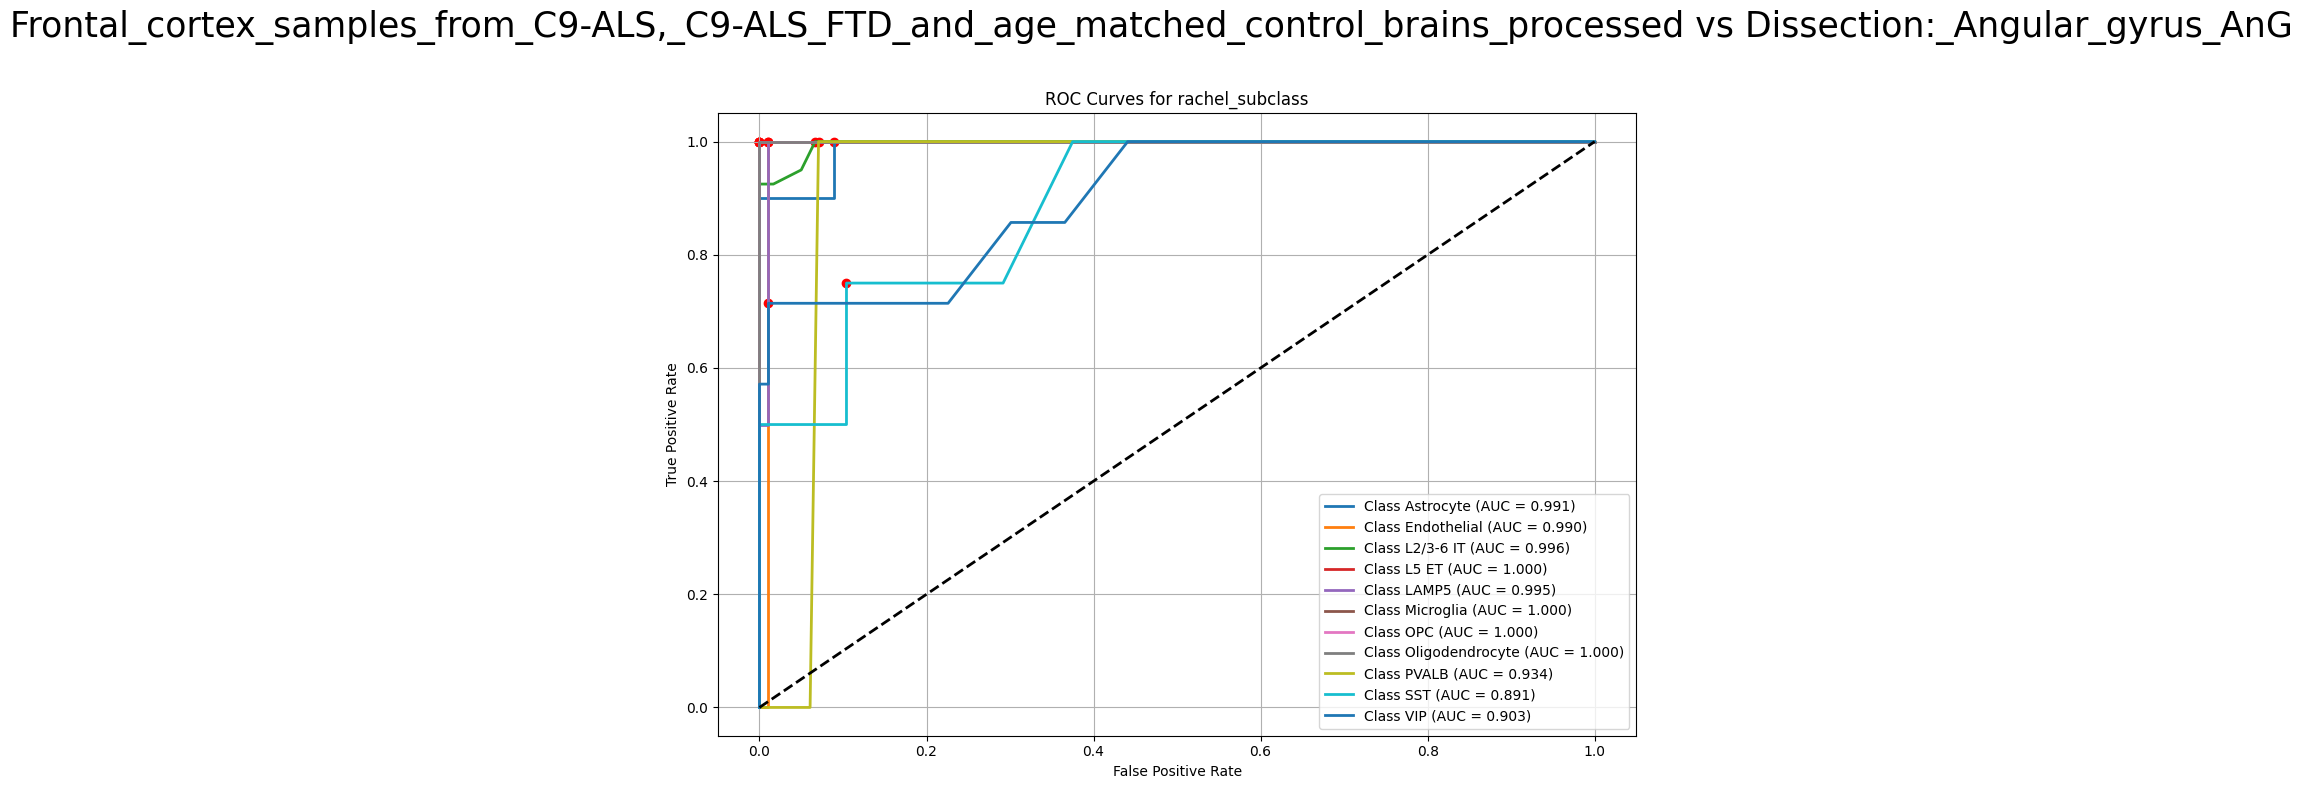 Frontal_cortex_samples_from_C9-ALS,_C9-ALS_FTD_and_age_matched_control_brains_processed vs Dissection:_Angular_gyrus_AnG
ROC Curves for rachel_subclass
True Positive Rate
1.0
0.8
0.6
0.4
0.2
0.0
Class Astrocyte (AUC = 0.991)
Class Endothelial (AUC = 0.990)
Class L2/3-6 IT (AUC = 0.996)
Class L5 ET (AUC = 1.000)
Class LAMP5 (AUC = 0.995)
Class Microglia (AUC = 1.000)
Class OPC (AUC = 1.000)
Class Oligodendrocyte (AUC = 1.000)
Class PVALB (AUC = 0.934)
Class SST (AUC = 0.891)
Class VIP (AUC = 0.903)
0.0 0.2 0.4 0.6 0.8 1.0
False Positive Rate